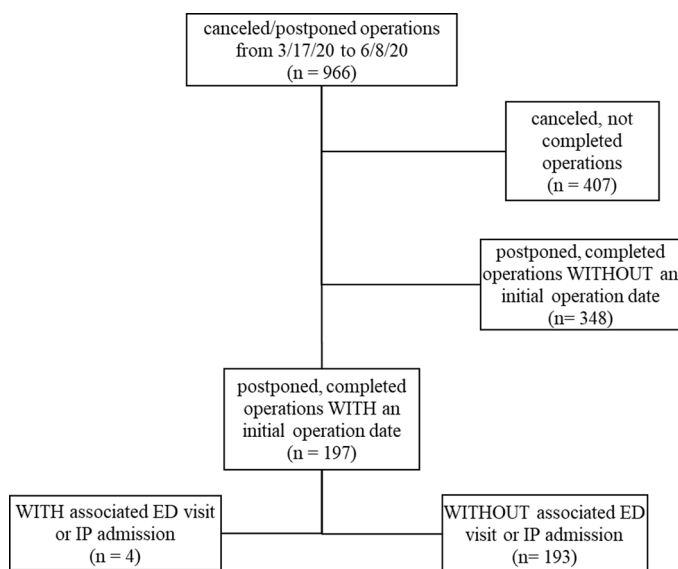 canceled/postponed operations
from 3/17/20 to 6/8/20
(n = 966)
canceled, not
completed
operations
(n = 407)
postponed, completed
operations WITHOUT an
initial operation date
(n= 348)
postponed, completed
operations WITH an
initial operation date
(n = 197)
WITH associated ED visit
or IP admission
(n = 4)
WITHOUT associated ED
visit or IP admission
(n= 193)